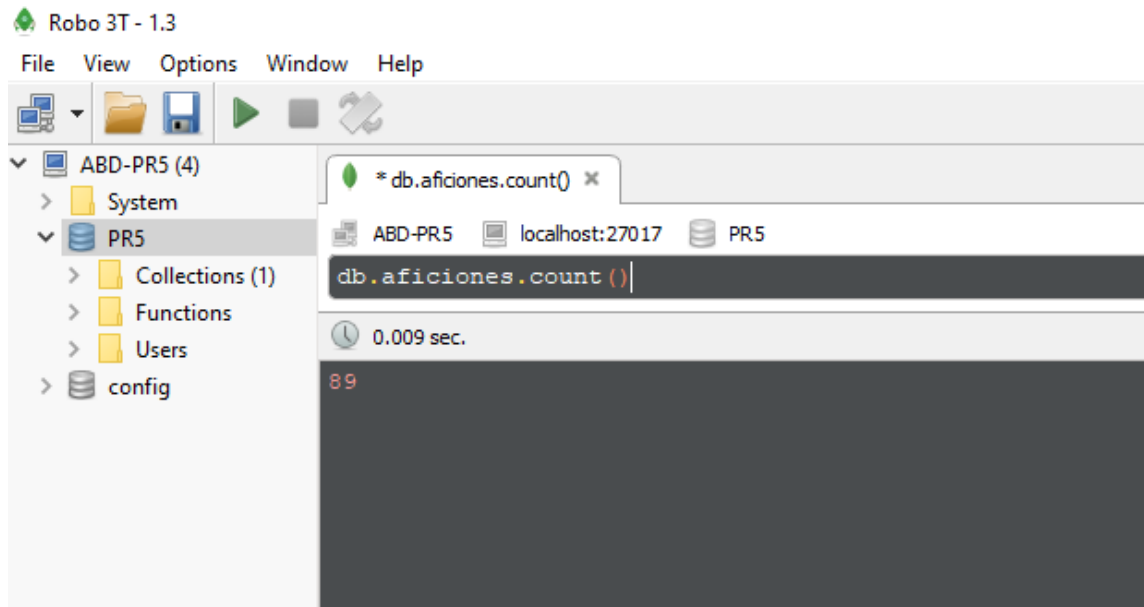 Robo 3T - 1.3
File View Options Window Help
ABD-PR5 (4)
System
PR5
Collections (1)
Functions
Users
config
* db.aficiones.count()
ABD-PR5 localhost:27017 PR5
db.aficiones.count()
0.009 sec.
89